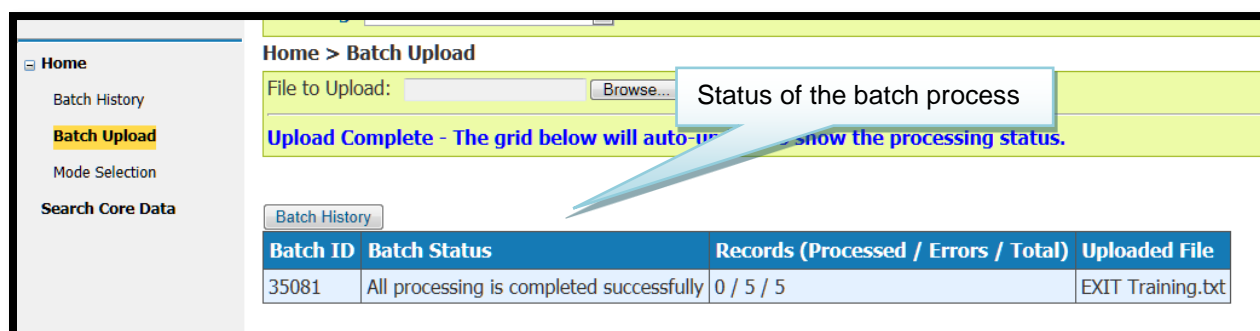 Home > Batch Upload
Home
Batch History
Batch Upload
Mode Selection
Search Core Data
File to Upload: Browse...
Status of the batch process
Upload Complete - The grid below will show the processing status.
Batch History
Batch ID Batch Status Records (Processed / Errors / Total) Uploaded File
35081 All processing is completed successfully 0 / 5 / 5 EXIT Training.txt